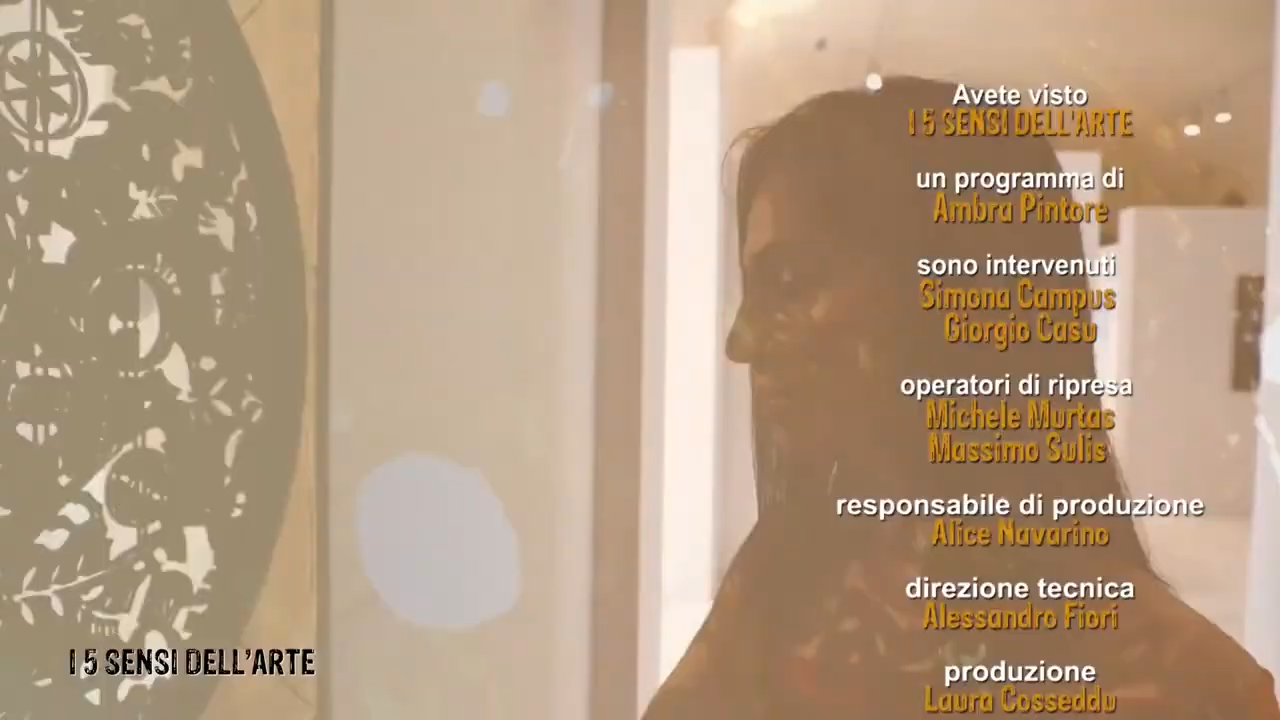 Avete visto
I 5 SENSI DELL'ARTE
un programma di
Ambra Pintore
sono intervenuti
Simona Campus
Giorgio Casu
operatori di ripresa
Michele Murtas
Massimo Sulis
responsabile di produzione
Alice Navarino
direzione tecnica
Alessandro Fiori
produzione
Laura Cosseddu
I 5 SENSI DELL'ARTE